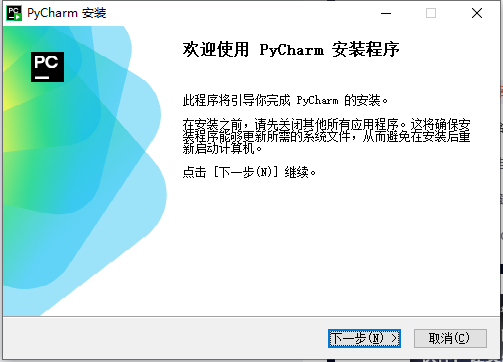 PyCharm 安装
PC
欢迎使用 PyCharm 安装程序
此程序将引导你完成 PyCharm 的安装。
在安装之前，请先关闭其他所有应用程序。这将确保安
装程序能够更新所需的系统文件，从而避免在安装后重
新启动计算机。
点击 [下一步(N)] 继续。
下一步(N) >
取消(C)